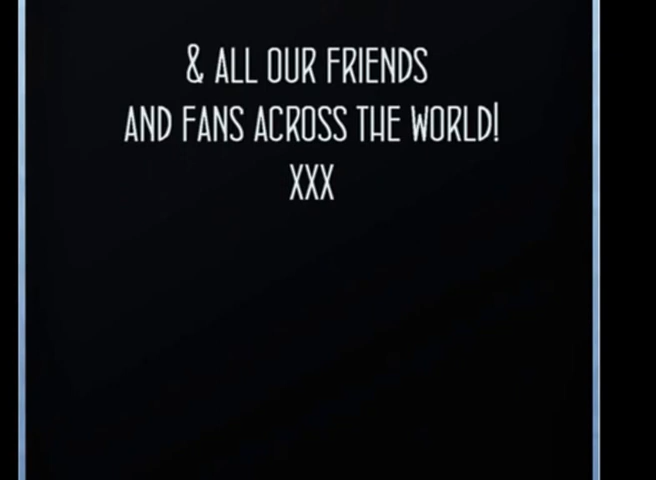 & ALL OUR FRIENDS
AND FANS ACROSS THE WORLD!
XXX